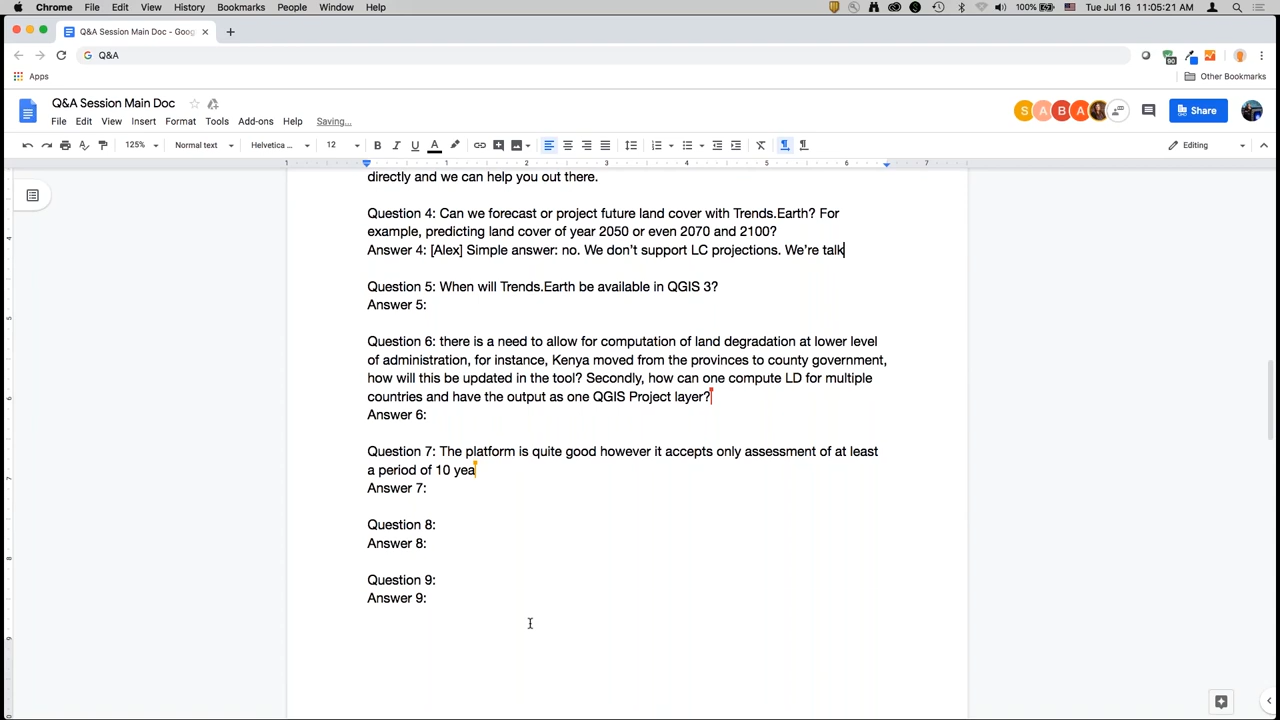 Chrome File Edit View History Bookmarks People Window Help 100% Tue Jul 16 11:05:21 AM
Q&A Session Main Doc - Goog
Q&A
Apps Other Bookmarks
Q&A Session Main Doc
S A B A
Share
File Edit View Insert Format Tools Add-ons Help Saving...
125% Normal text Helvetica ... 12 Editing
1 1 2 3 4 5 6 7
directly and we can help you out there.
Question 4: Can we forecast or project future land cover with Trends.Earth? For
example, predicting land cover of year 2050 or even 2070 and 2100?
Answer 4: [Alex] Simple answer: no. We don't support LC projections. We're talk
Question 5: When will Trends.Earth be available in QGIS 3?
Answer 5:
Question 6: there is a need to allow for computation of land degradation at lower level
of administration, for instance, Kenya moved from the provinces to county government,
how will this be updated in the tool? Secondly, how can one compute LD for multiple
countries and have the output as one QGIS Project layer?
Answer 6:
Question 7: The platform is quite good however it accepts only assessment of at least
a period of 10 yea
Answer 7:
Question 8:
Answer 8:
Question 9:
Answer 9: